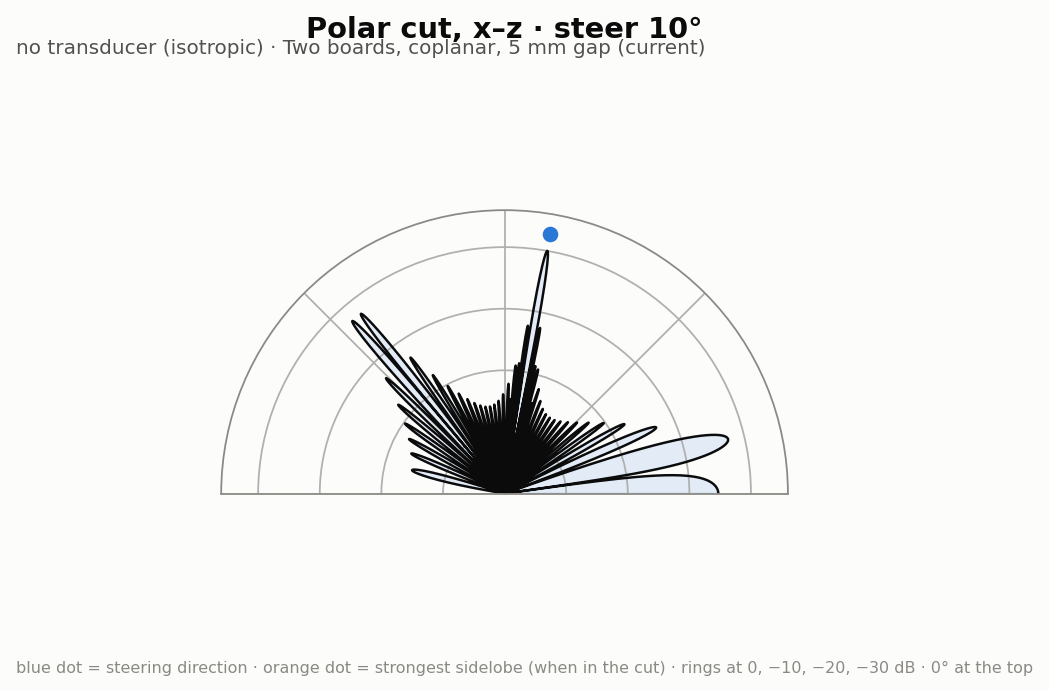 Polar cut, x–z · steer 10°
no transducer (isotropic) · Two boards, coplanar, 5 mm gap (current)
blue dot = steering direction · orange dot = strongest sidelobe (when in the cut) · rings at 0, −10, −20, −30 dB · 0° at the top